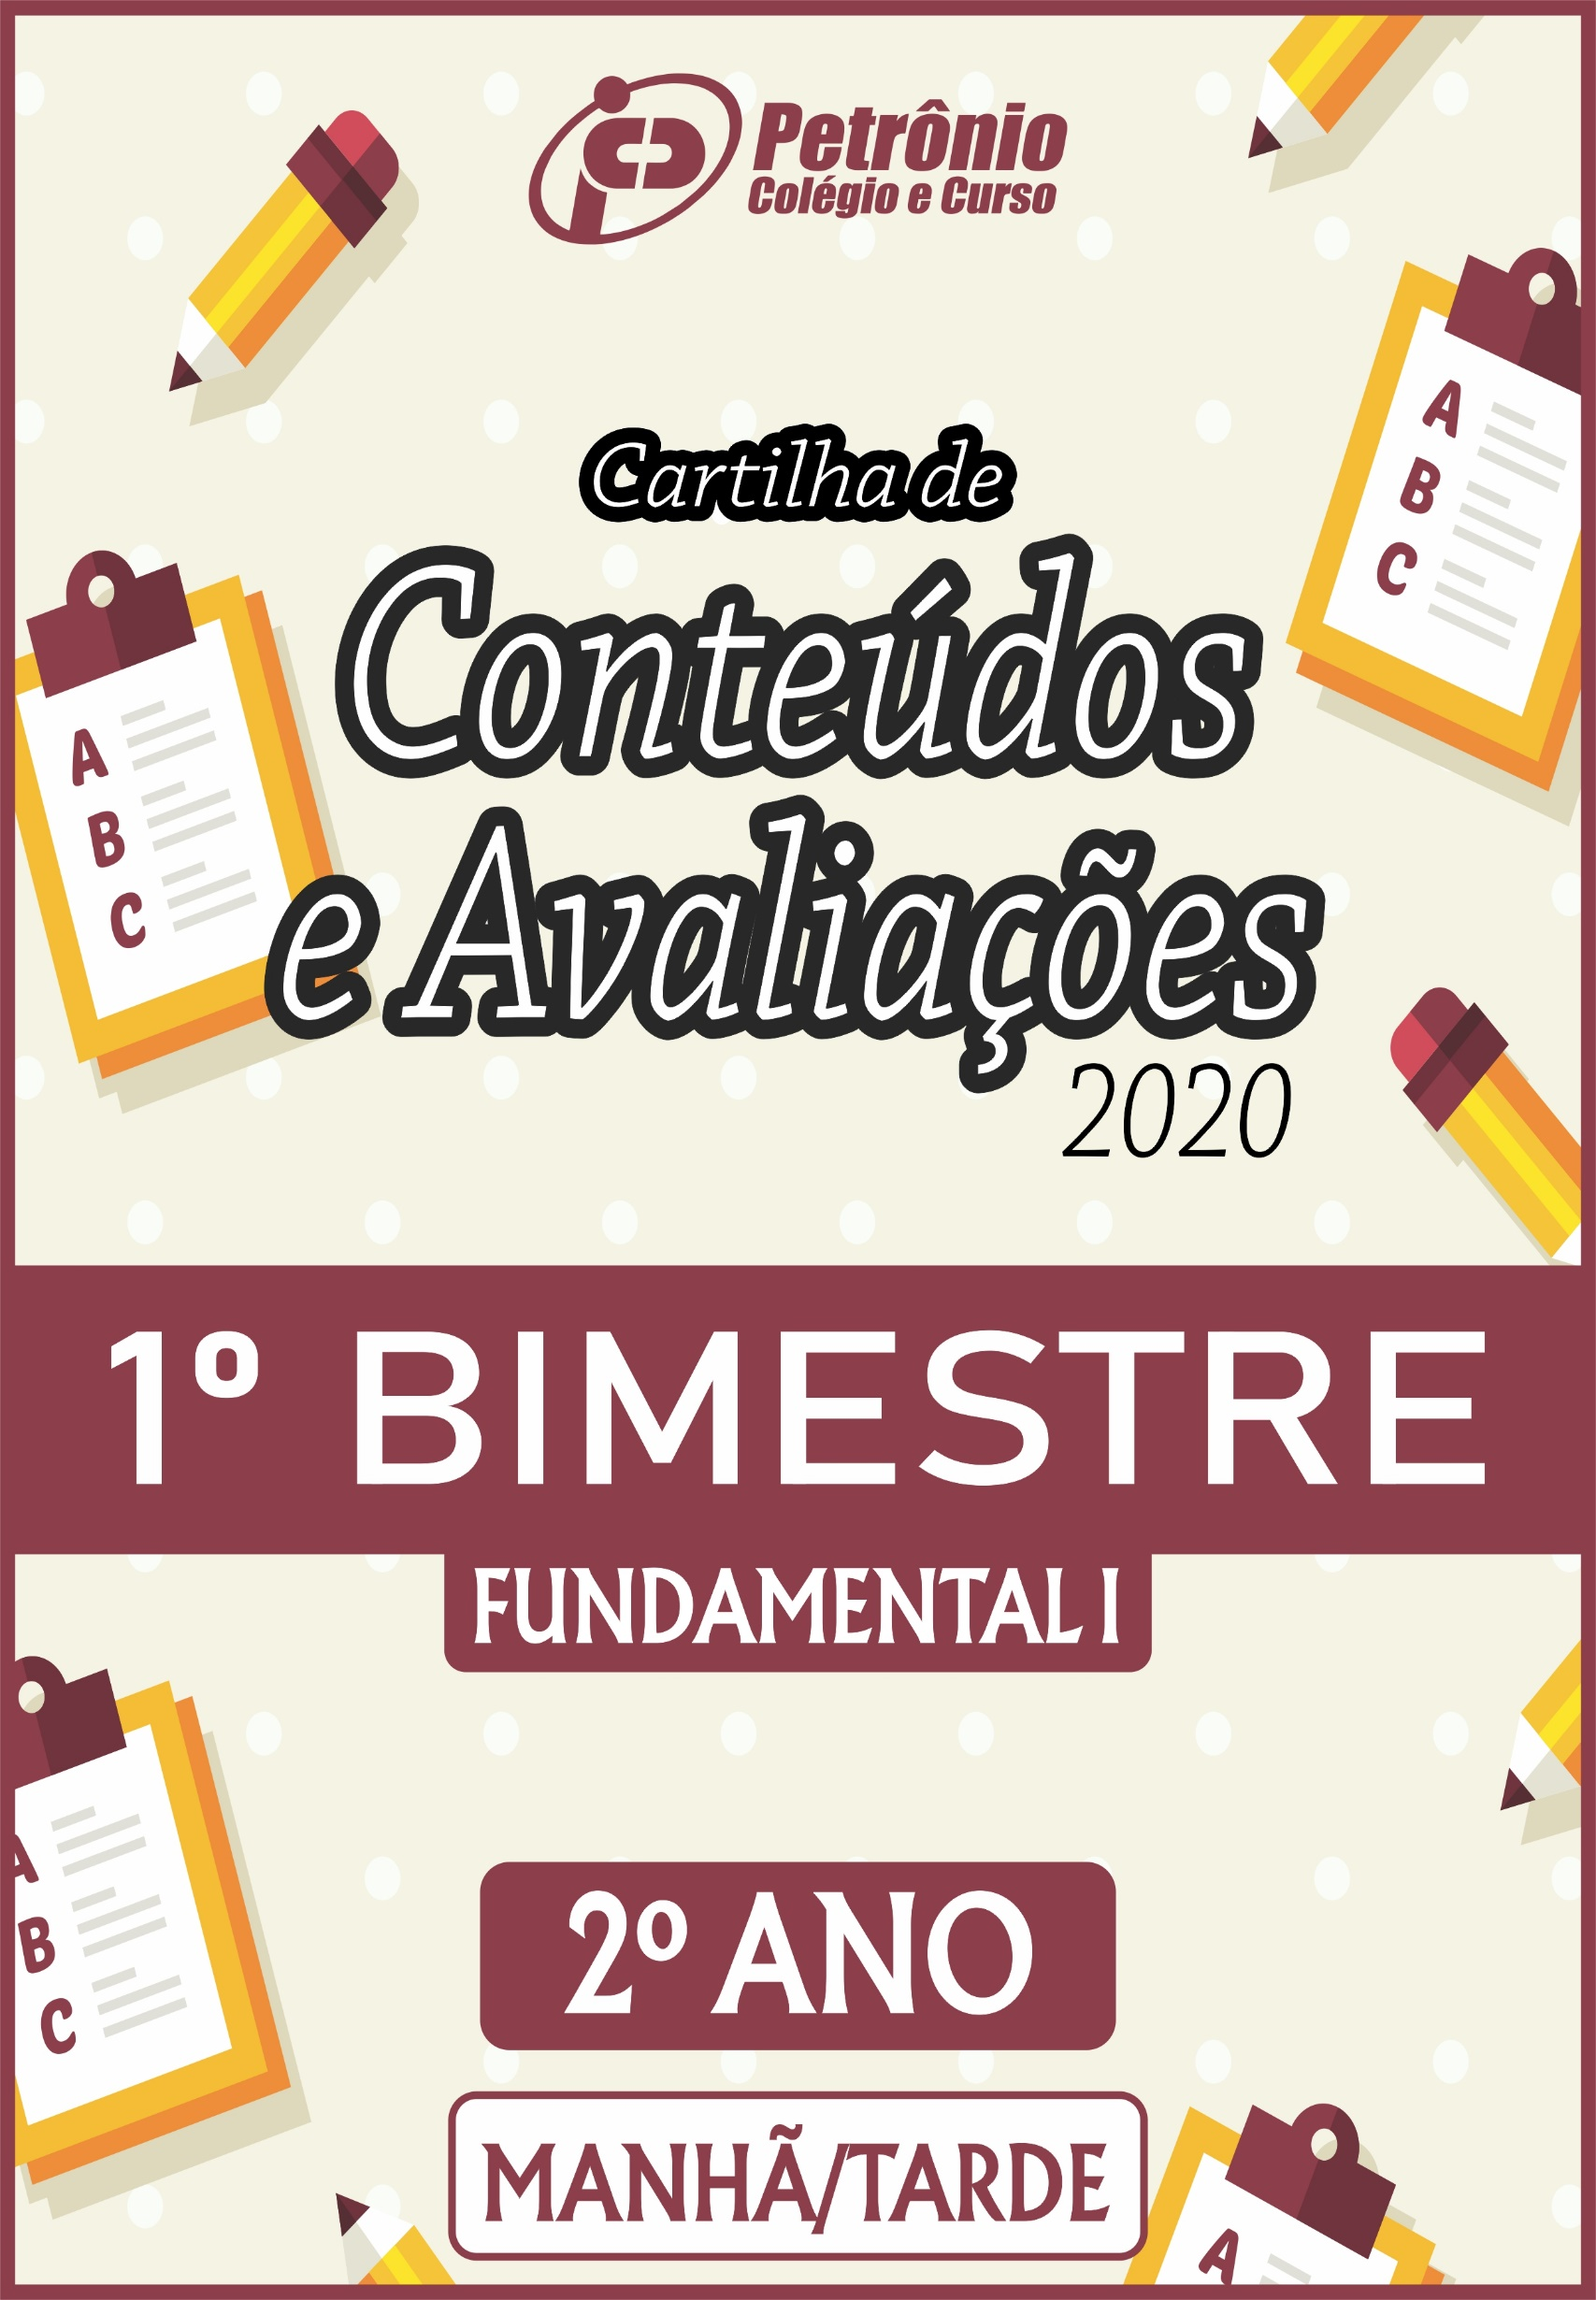 Petrônio
Colégio e Curso
Cartilha de
Conteúdos
e Avaliações
2020
A
B
C
A
B
C
1º BIMESTRE
FUNDAMENTAL I
A
B
C
2º ANO
MANHÃ/TARDE
A